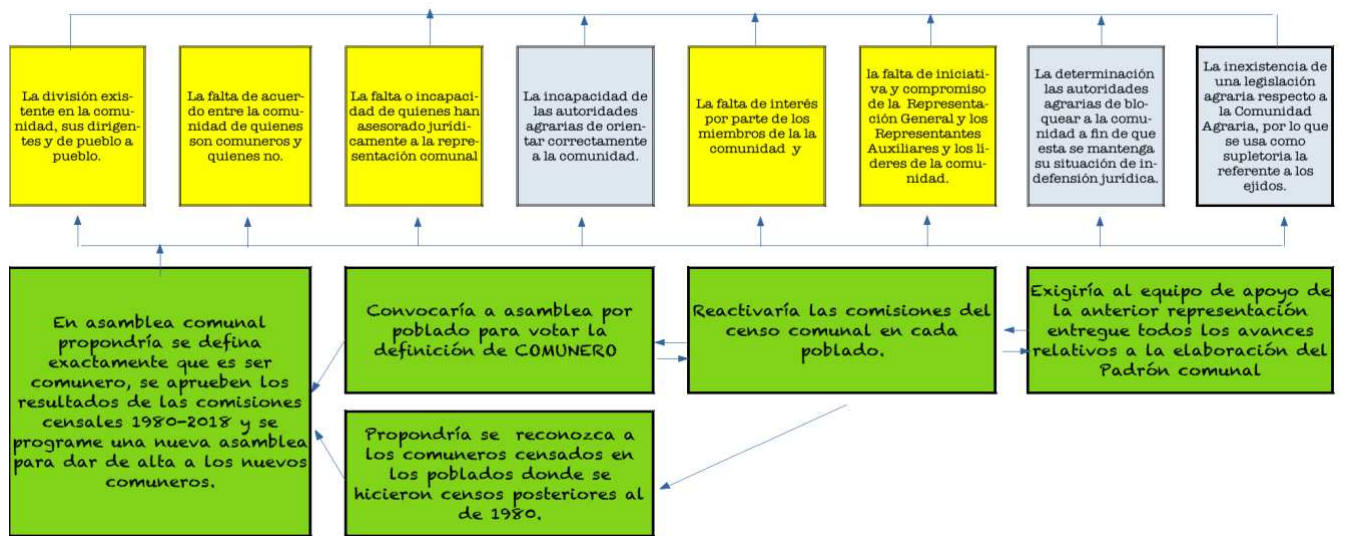 La división exis-
tente en la comu-
nidad, sus dirigen-
tes y de pueblo a
pueblo.
La falta de acuer-
do entre la comu-
nidad de quienes
son comuneros y
quienes no.
La falta o incapaci-
dad de quienes han
asesorado jurídi-
camente a la repre-
sentación comunal
La incapacidad de
las autoridades
agrarias de orien-
tar correctamente
a la comunidad.
La falta de interés
por parte de los
miembros de la la
comunidad y
la falta de iniciati-
va y compromiso
de la Representa-
ción General y los
Representantes
Auxiliares y los lí-
deres de la comu-
nidad.
La determinación
las autoridades
agrarias de blo-
quear a la comu-
nidad a fin de que
esta se mantenga
su situación de in-
defensión jurídica.
La inexistencia de
una legislación
agraria respecto a
la Comunidad
Agraria, por lo que
se usa como
supletoria la
referente a los
ejidos.
En asamblea comunal
propondría se defina
exactamente que es ser
comunero, se aprueben los
resultados de las comisiones
censales 1980-2018 y se
programe una nueva asamblea
para dar de alta a los nuevos
comuneros.
Convocaría a asamblea por
poblado para votar la
definición de COMUNERO
Propondría se reconozca a
los comuneros censados en
los poblados donde se
hicieron censos posteriores al
de 1980.
Reactivaría las comisiones del
censo comunal en cada
poblado.
Exigiría al equipo de apoyo de
la anterior representación
entregue todos los avances
relativos a la elaboración del
Padrón comunal